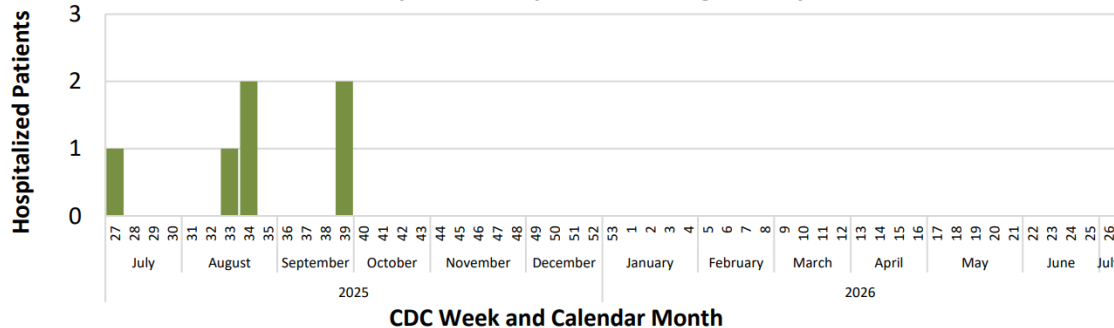 3
2
1
0
Hospitalized Patients
27 28 29 30 31 32 33 34 35 36 37 38 39 40 41 42 43 44 45 46 47 48 49 50 51 52 53 1 2 3 4 5 6 7 8 9 10 11 12 13 14 15 16 17 18 19 20 21 22 23 24 25 26
July August September October November December January February March April May June July
2025 2026
CDC Week and Calendar Month